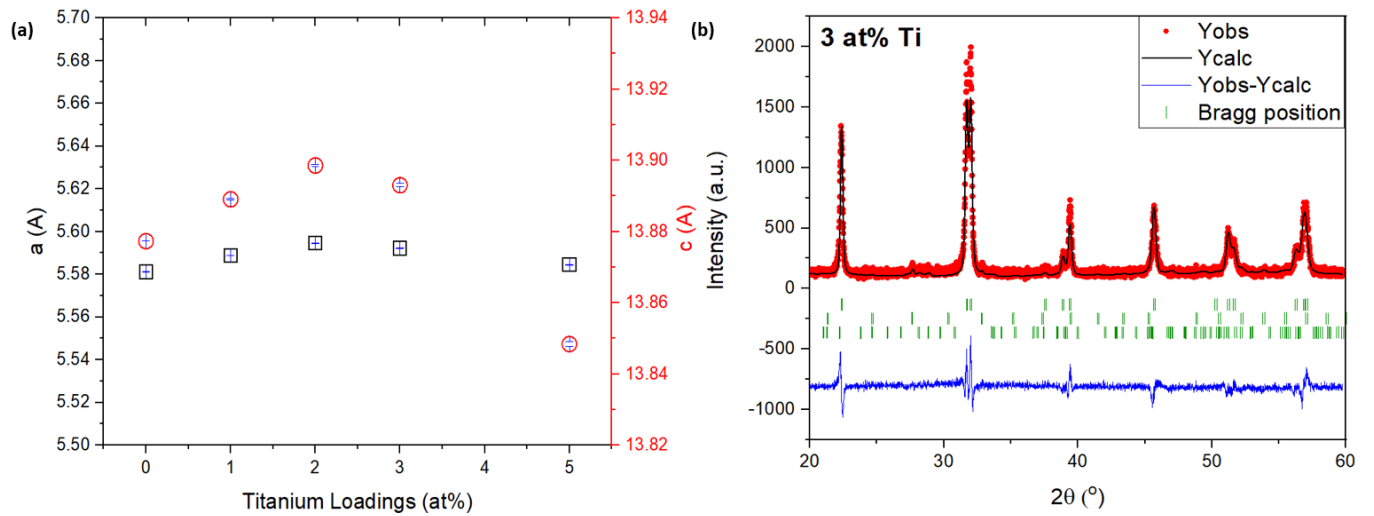 (a)
5.70
5.68
5.66
5.64
5.62
5.60
5.58
5.56
5.54
5.52
5.50
a (A)
13.94
13.92
13.90
13.88
13.86
13.84
13.82
c (A)
0 1 2 3 4 5
Titanium Loadings (at%)
(b)
3 at% Ti
Yobs
Ycalc
Yobs-Ycalc
Bragg position
2000
1500
1000
500
0
-500
-1000
Intensity (a.u.)
20 30 40 50 60
2θ (°)